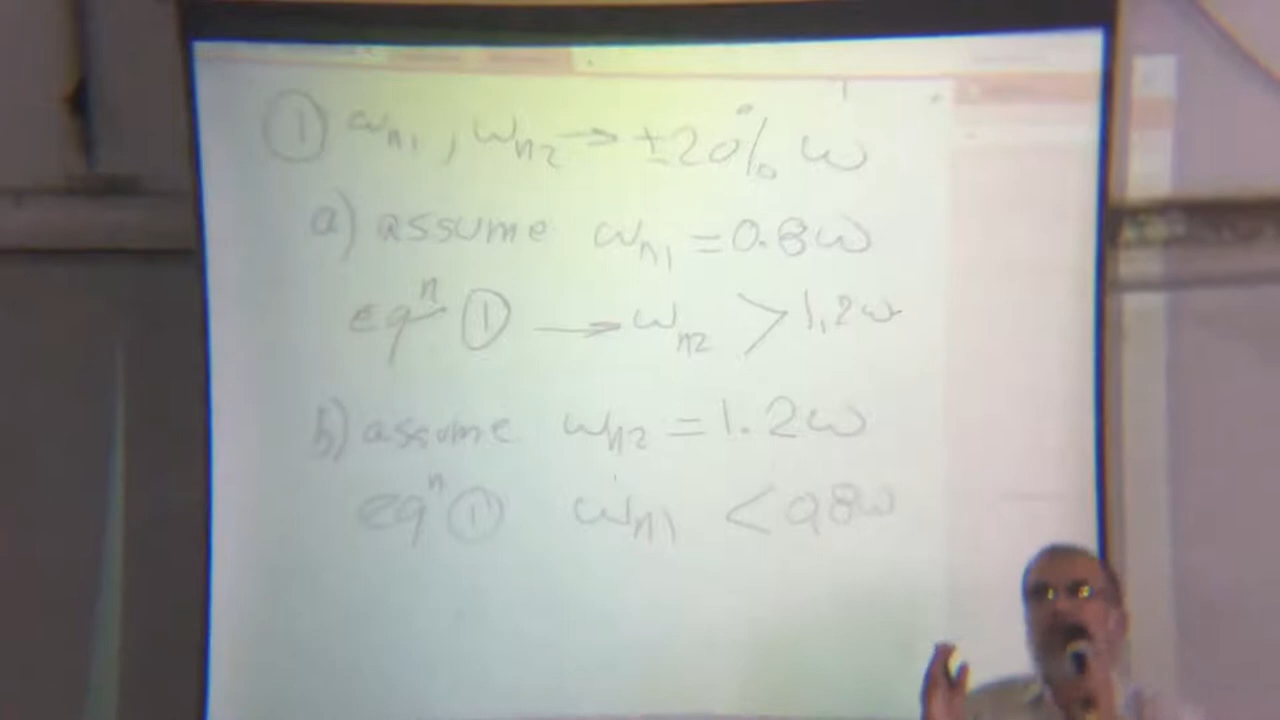 ① ωn1 , ωn2 → ±20% ω
a) assume ωn1 = 0.8ω
eqn ① → ωn2 > 1.2ω
b) assume ωn2 = 1.2ω
eqn ① ωn1 < 0.8ω